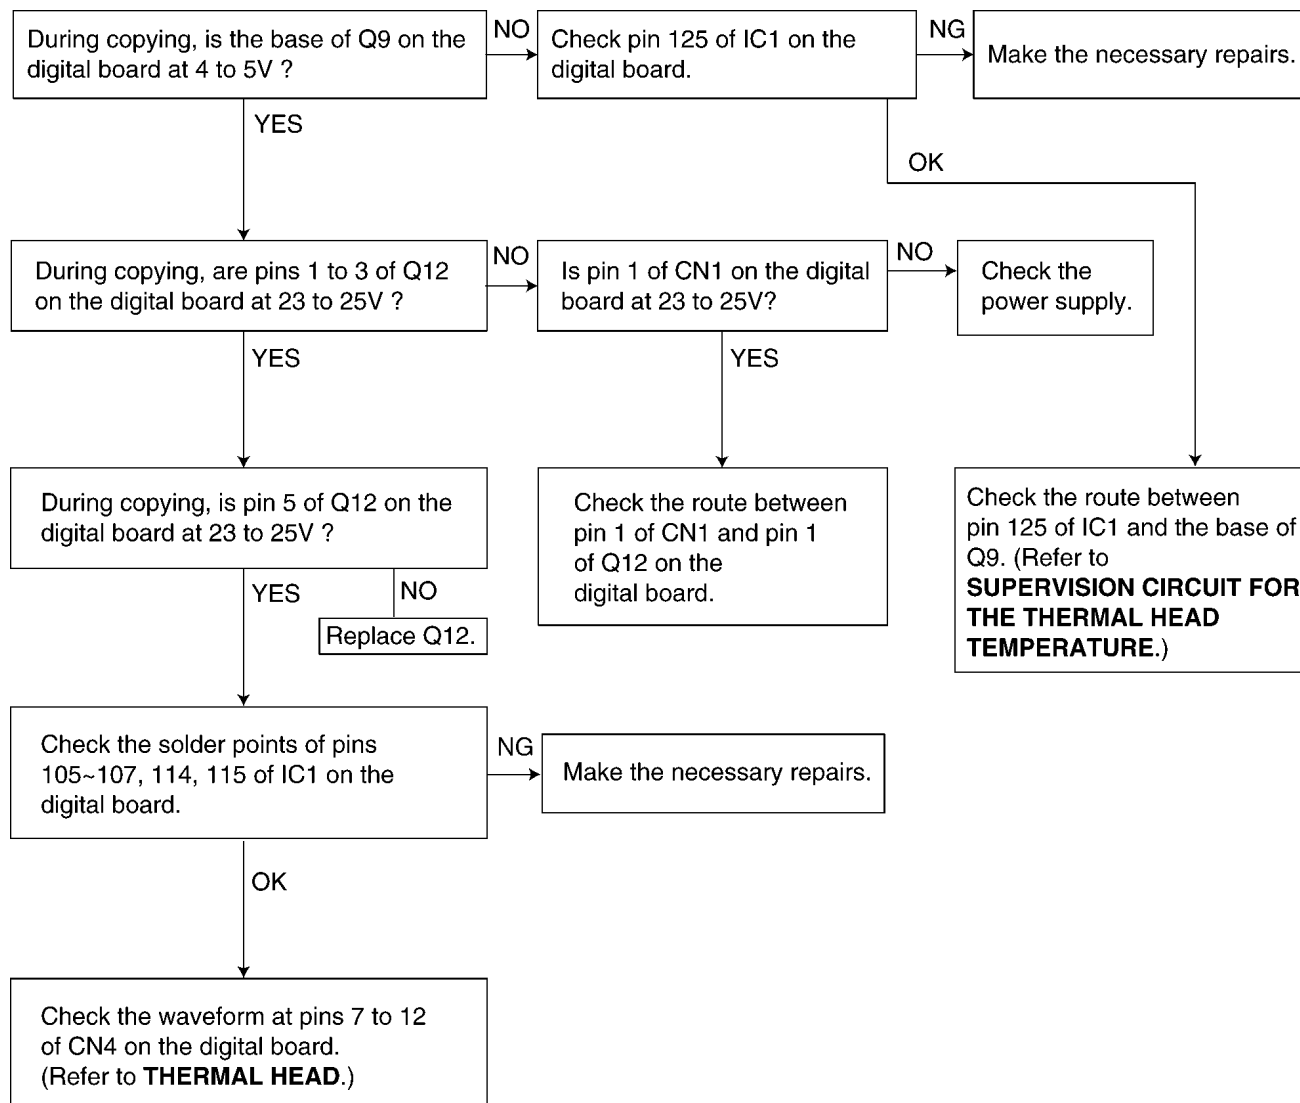 During copying, is the base of Q9 on the
digital board at 4 to 5V ?
NO
Check pin 125 of IC1 on the
digital board.
NG
Make the necessary repairs.
YES
OK
During copying, are pins 1 to 3 of Q12
on the digital board at 23 to 25V ?
NO
Is pin 1 of CN1 on the digital
board at 23 to 25V?
NO
Check the
power supply.
YES
YES
During copying, is pin 5 of Q12 on the
digital board at 23 to 25V ?
Check the route between
pin 1 of CN1 and pin 1
of Q12 on the
digital board.
Check the route between
pin 125 of IC1 and the base of
Q9. (Refer to
SUPERVISION CIRCUIT FOR
THE THERMAL HEAD
TEMPERATURE.)
YES
NO
Replace Q12.
Check the solder points of pins
105~107, 114, 115 of IC1 on the
digital board.
NG
Make the necessary repairs.
OK
Check the waveform at pins 7 to 12
of CN4 on the digital board.
(Refer to THERMAL HEAD.)